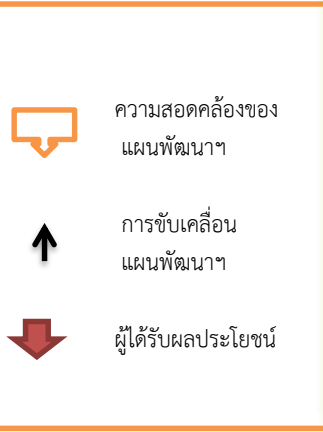 ความสอดคล้องของ
แผนพัฒนาฯ
การขับเคลื่อน
แผนพัฒนาฯ
ผู้ได้รับผลประโยชน์